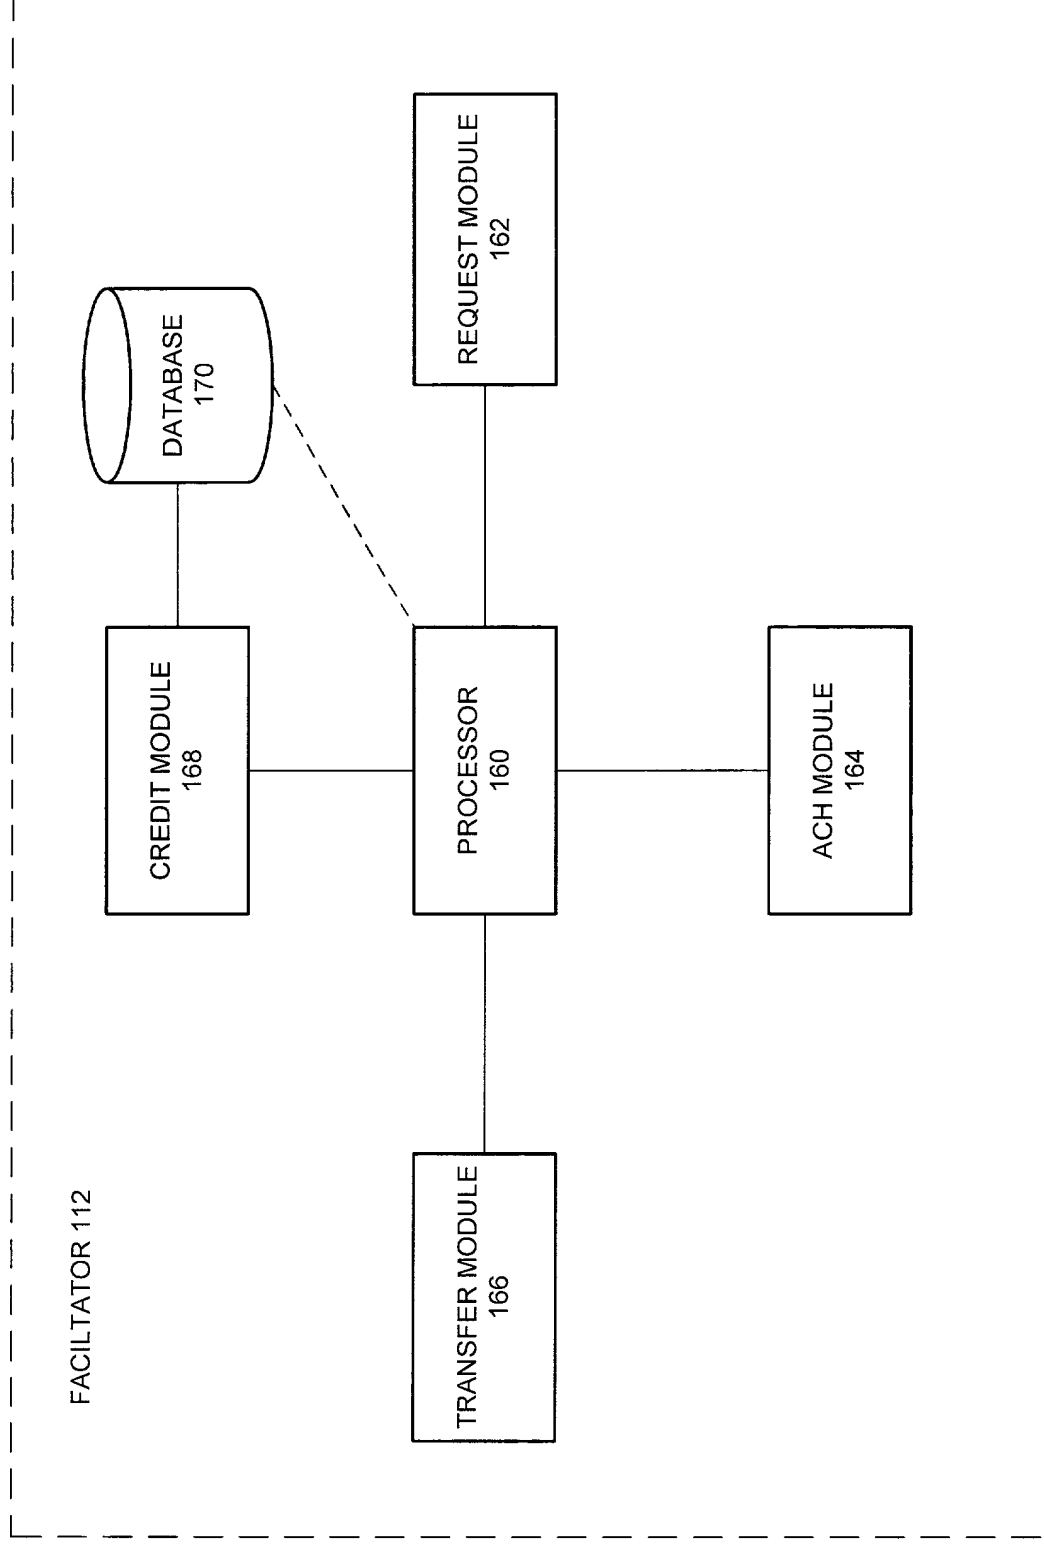 FACILTATOR 112
CREDIT MODULE
168
DATABASE
170
TRANSFER MODULE
166
PROCESSOR
160
REQUEST MODULE
162
ACH MODULE
164